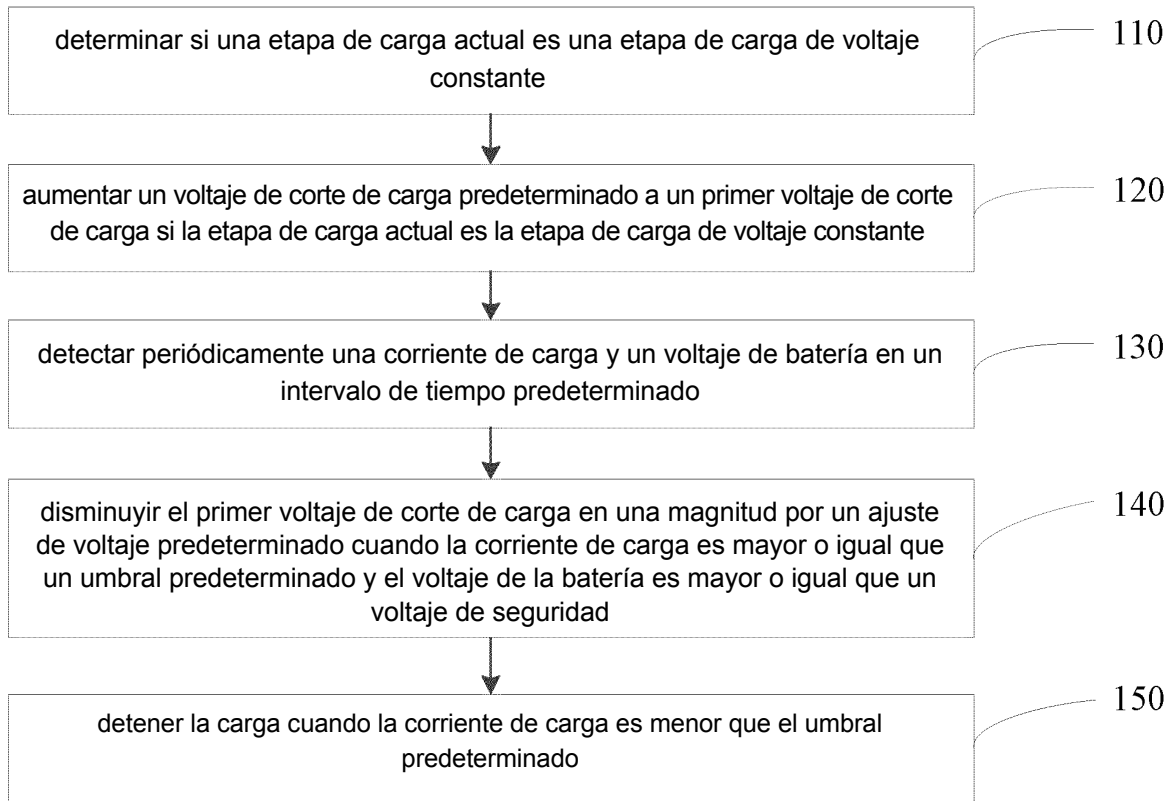 determinar si una etapa de carga actual es una etapa de carga de voltaje
constante
110
aumentar un voltaje de corte de carga predeterminado a un primer voltaje de corte
de carga si la etapa de carga actual es la etapa de carga de voltaje constante
120
detectar periódicamente una corriente de carga y un voltaje de batería en un
intervalo de tiempo predeterminado
130
disminuyir el primer voltaje de corte de carga en una magnitud por un ajuste
de voltaje predeterminado cuando la corriente de carga es mayor o igual que
un umbral predeterminado y el voltaje de la batería es mayor o igual que un
voltaje de seguridad
140
detener la carga cuando la corriente de carga es menor que el umbral
predeterminado
150